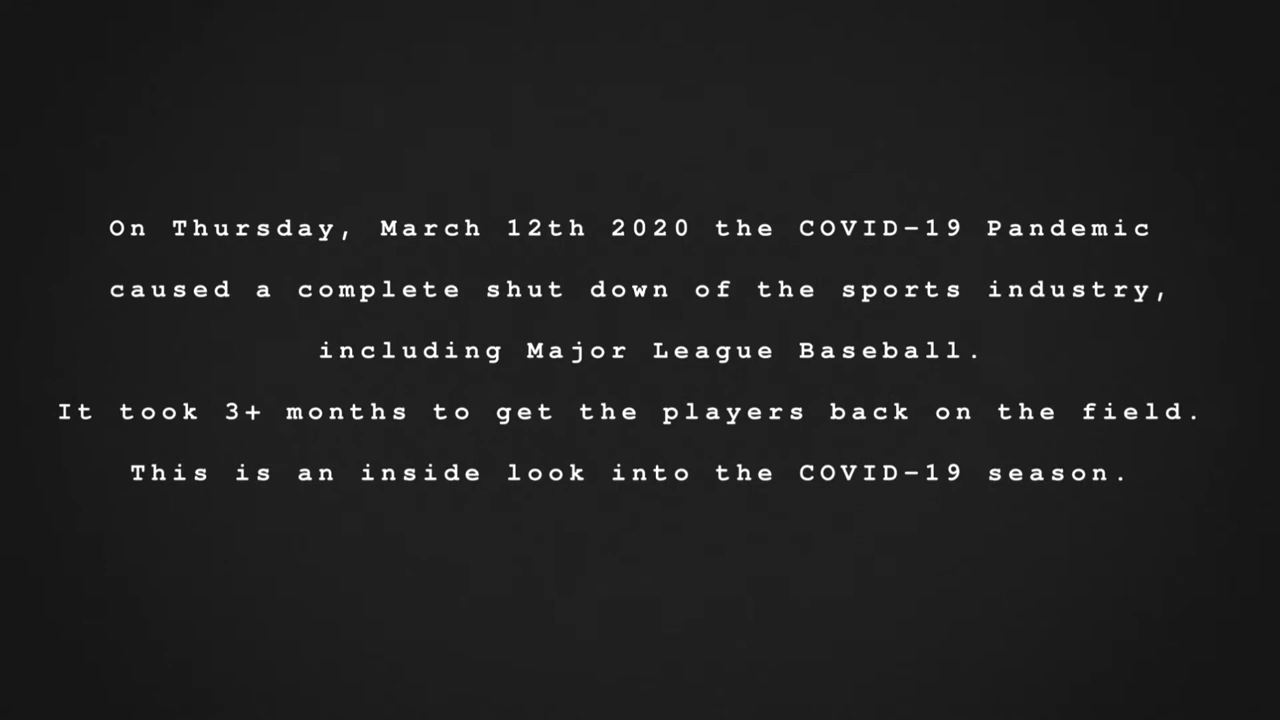 On Thursday, March 12th 2020 the COVID-19 Pandemic
caused a complete shut down of the sports industry,
including Major League Baseball.
It took 3+ months to get the players back on the field.
This is an inside look into the COVID-19 season.